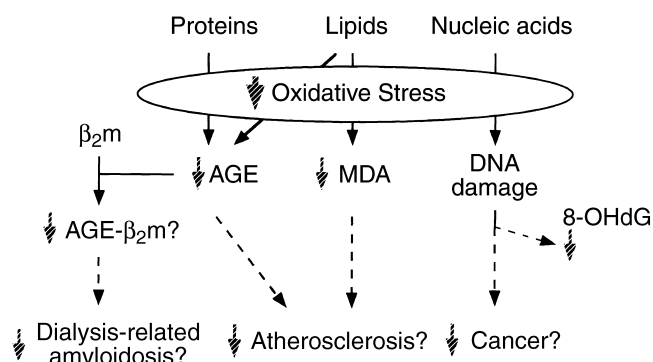 Proteins Lipids Nucleic acids
Oxidative Stress
β₂m
AGE MDA DNA
damage
8-OHdG
AGE-β₂m?
Dialysis-related
amyloidosis? Atherosclerosis? Cancer?